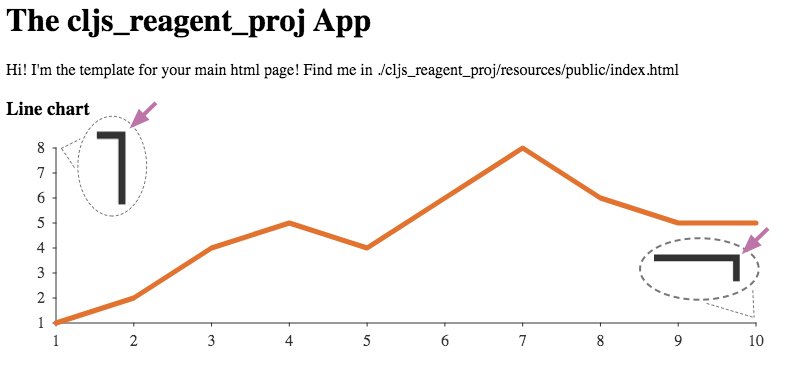 The cljs_reagent_proj App
Hi! I'm the template for your main html page! Find me in ./cljs_reagent_proj/resources/public/index.html
Line chart
8
7
6
5
4
3
2
1
1 2 3 4 5 6 7 8 9 10